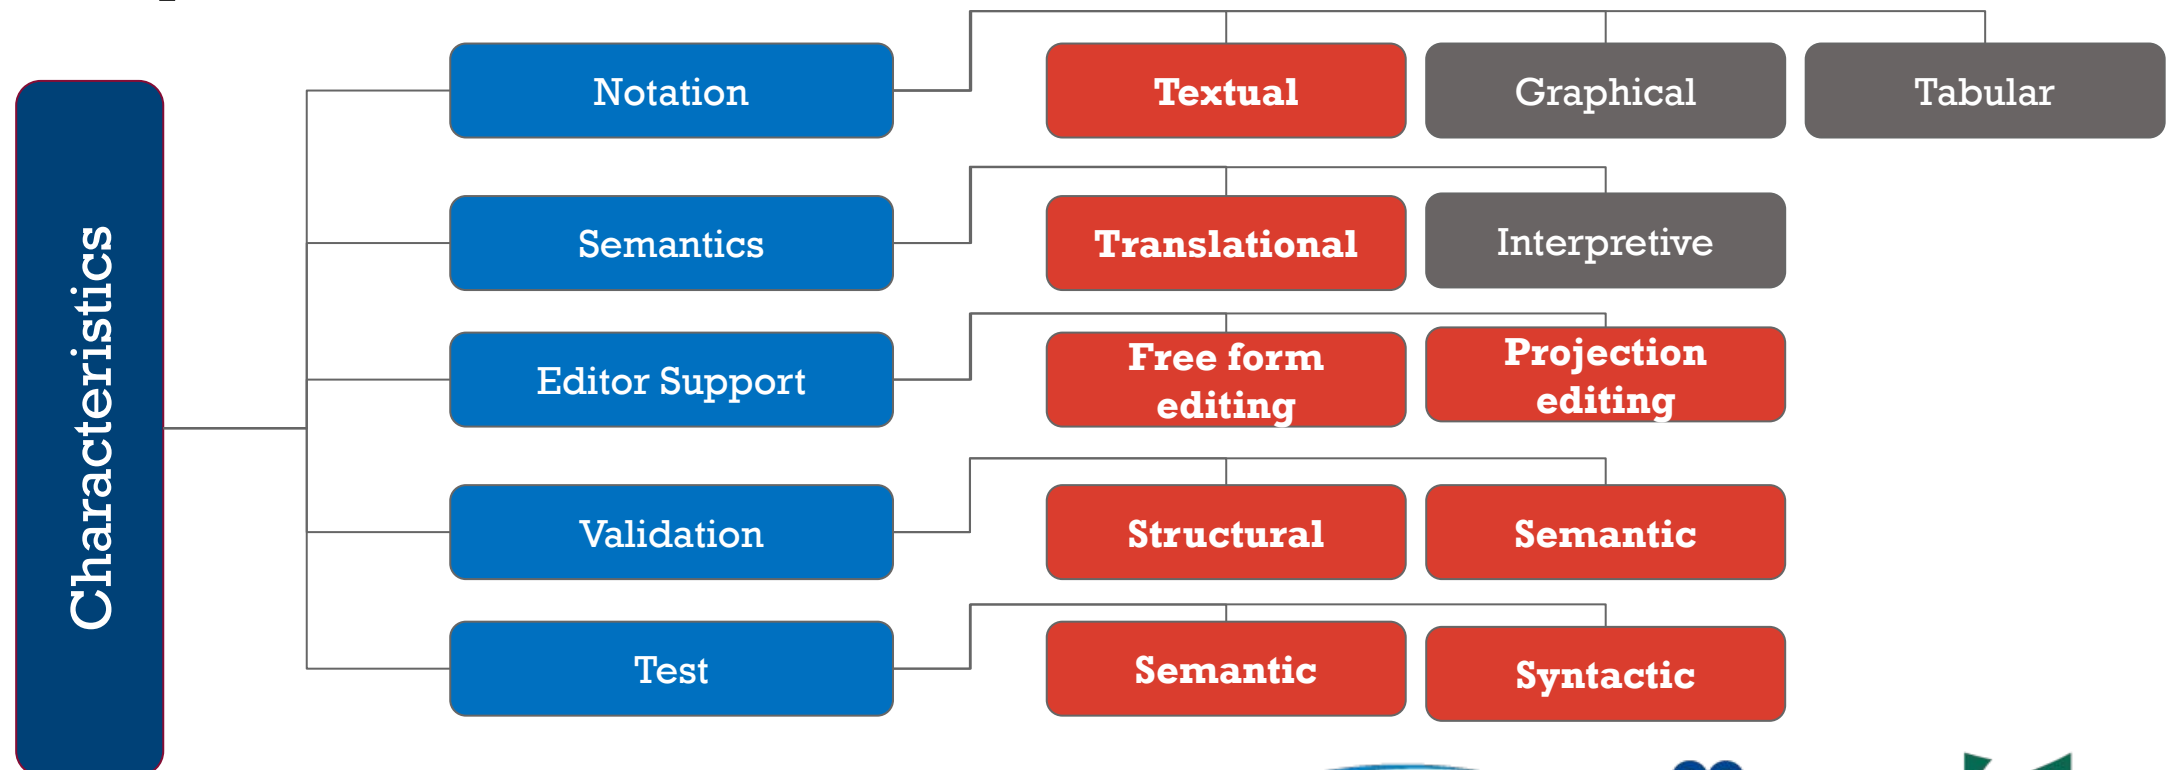 Characteristics
Notation
Textual
Graphical
Tabular
Semantics
Translational
Interpretive
Editor Support
Free form
editing
Projection
editing
Validation
Structural
Semantic
Test
Semantic
Syntactic